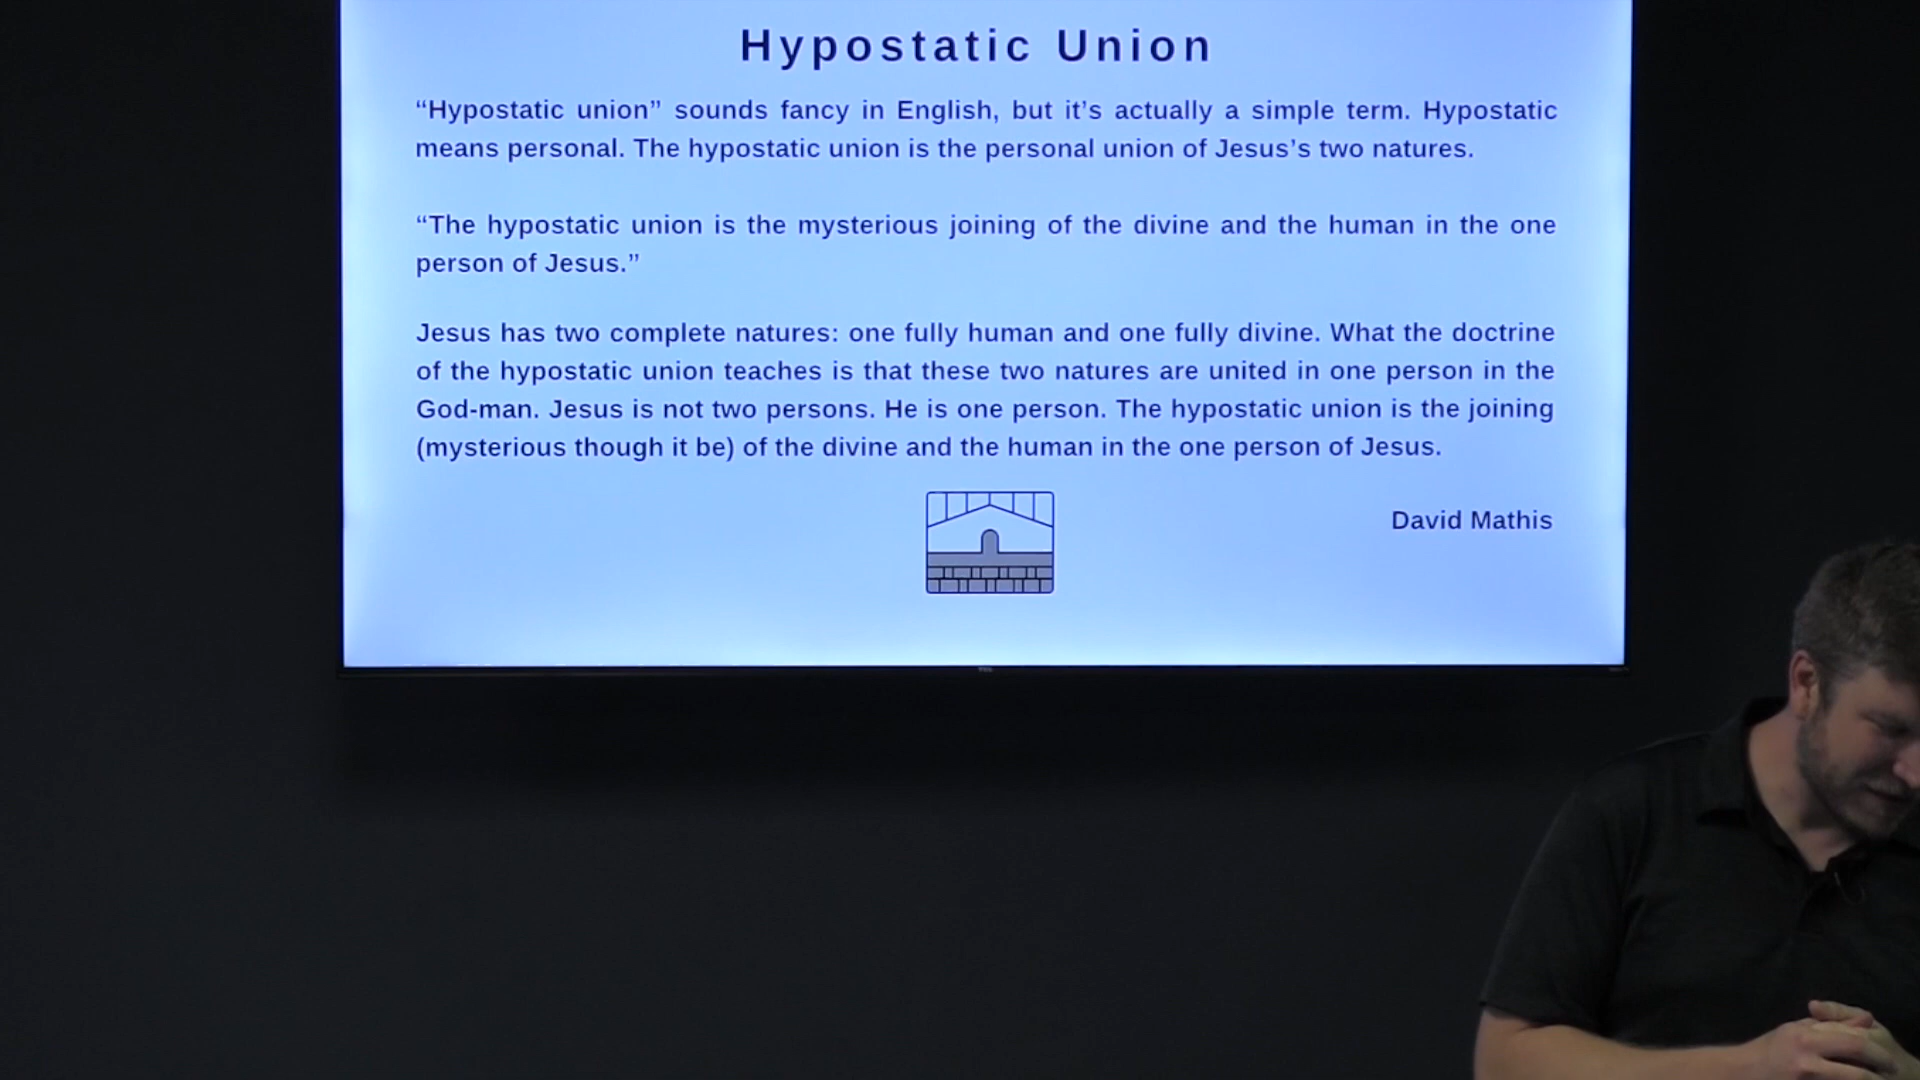 Hypostatic Union
“Hypostatic union” sounds fancy in English, but it’s actually a simple term. Hypostatic
means personal. The hypostatic union is the personal union of Jesus’s two natures.
“The hypostatic union is the mysterious joining of the divine and the human in the one
person of Jesus.”
Jesus has two complete natures: one fully human and one fully divine. What the doctrine
of the hypostatic union teaches is that these two natures are united in one person in the
God-man. Jesus is not two persons. He is one person. The hypostatic union is the joining
(mysterious though it be) of the divine and the human in the one person of Jesus.
David Mathis